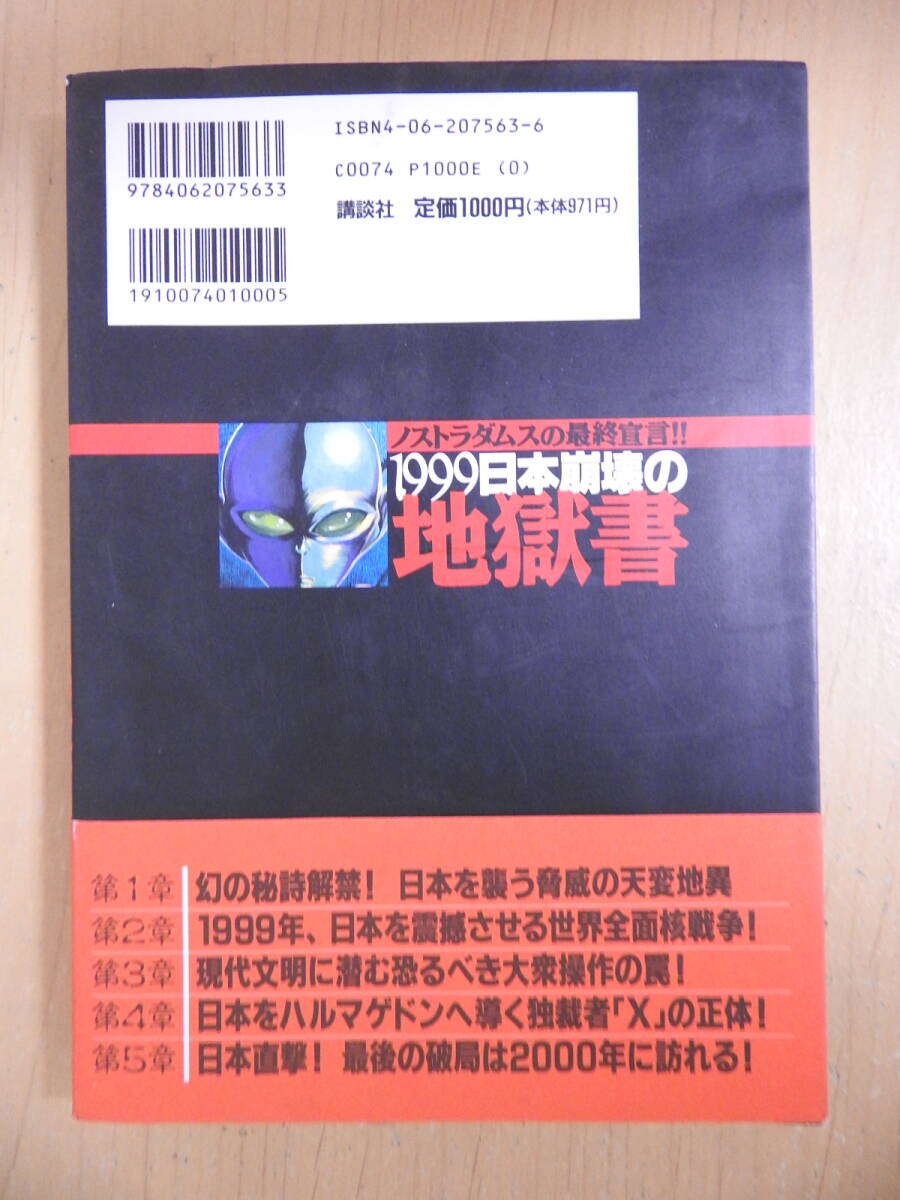 ISBN4-06-207563-6
9784062075633
C0074 P1000E (0)
講談社 定価1000円(本体971円)
1910074010005
ノストラダムスの最終宣言!!
1999日本崩壊の
地獄書
第1章 幻の秘詩解禁! 日本を襲う脅威の天変地異
第2章 1999年、日本を震撼させる世界全面核戦争!
第3章 現代文明に潜む恐るべき大衆操作の罠!
第4章 日本をハルマゲドンへ導く独裁者「X」の正体!
第5章 日本直撃! 最後の破局は2000年に訪れる!